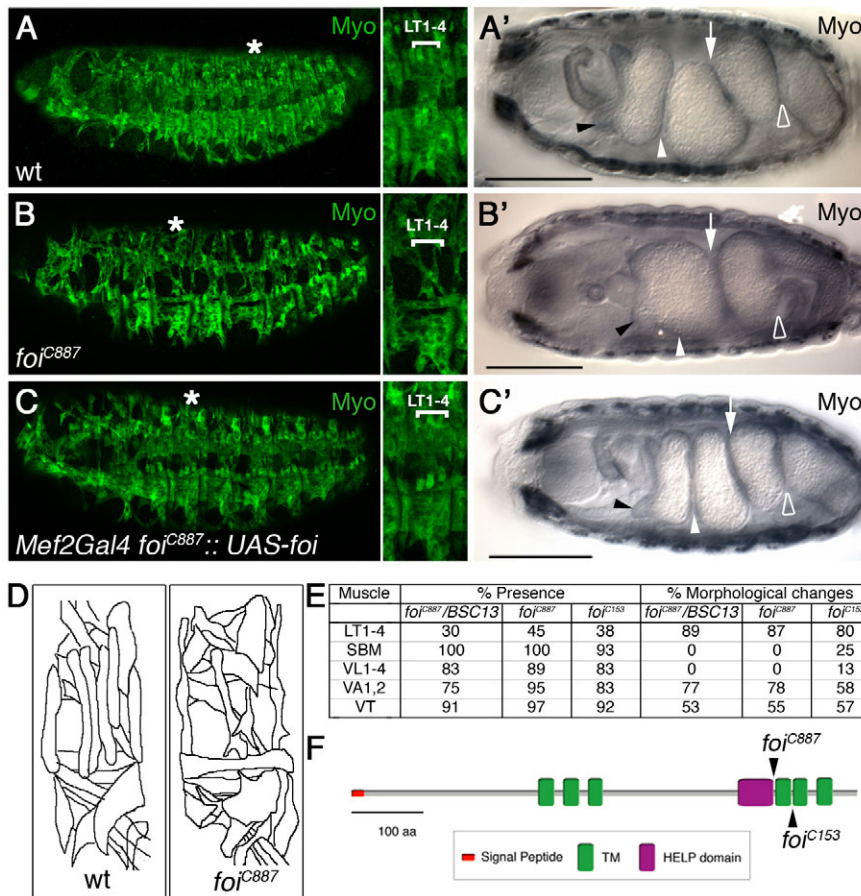 A
Myo
*
wt
LT1-4
A'
Myo
B
Myo
*
foiC887
LT1-4
B'
Myo
C
Myo
*
Mef2Gal4 foiC887:: UAS-foi
LT1-4
C'
Myo
D
wt
foiC887
E
Muscle % Presence % Morphological changes
foiC887/BSC13 foiC887 foiC153 foiC887/BSC13 foiC887 foiC153
LT1-4 30 45 38 89 87 80
SBM 100 100 93 0 0 25
VL1-4 83 89 83 0 0 13
VA1,2 75 95 83 77 78 58
VT 91 97 92 53 55 57
F
foiC887
foiC153
100 aa
Signal Peptide TM HELP domain